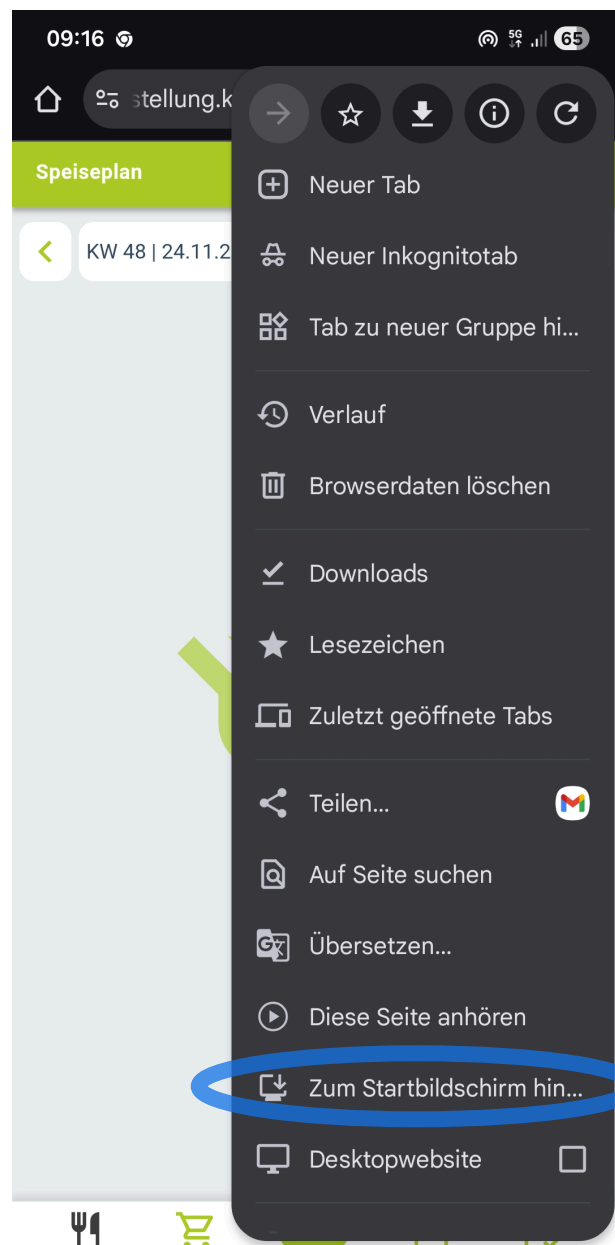 09:16
5G
65
stellung.k
Speiseplan
KW 48 | 24.11.2
Neuer Tab
Neuer Inkognitotab
Tab zu neuer Gruppe hi...
Verlauf
Browserdaten löschen
Downloads
Lesezeichen
Zuletzt geöffnete Tabs
Teilen...
Auf Seite suchen
Übersetzen...
Diese Seite anhören
Zum Startbildschirm hin...
Desktopwebsite